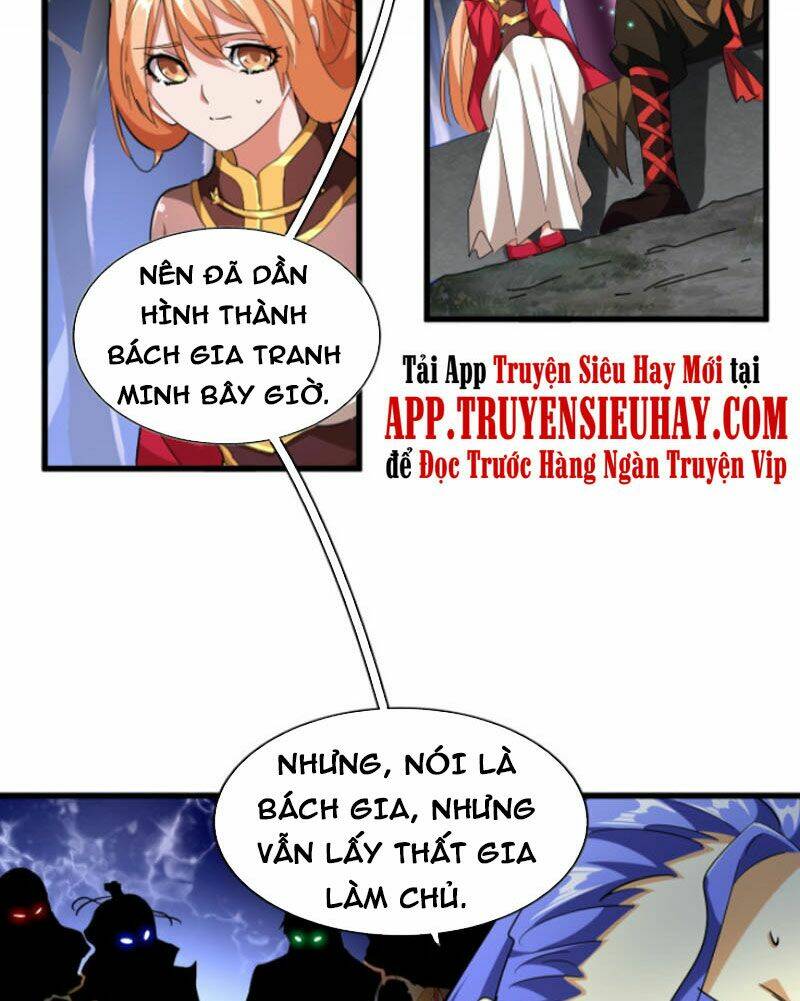 NÊN ĐÃ DẦN
HÌNH THÀNH
BÁCH GIA TRANH
MINH BÂY GIỜ.
Tải App Truyện Siêu Hay Mới tại
APP.TRUYENSIEUHAY.COM
để Đọc Trước Hàng Ngàn Truyện Vip
NHƯNG, NÓI LÀ
BÁCH GIA, NHƯNG
VẪN LẤY THẤT GIA
LÀM CHỦ.